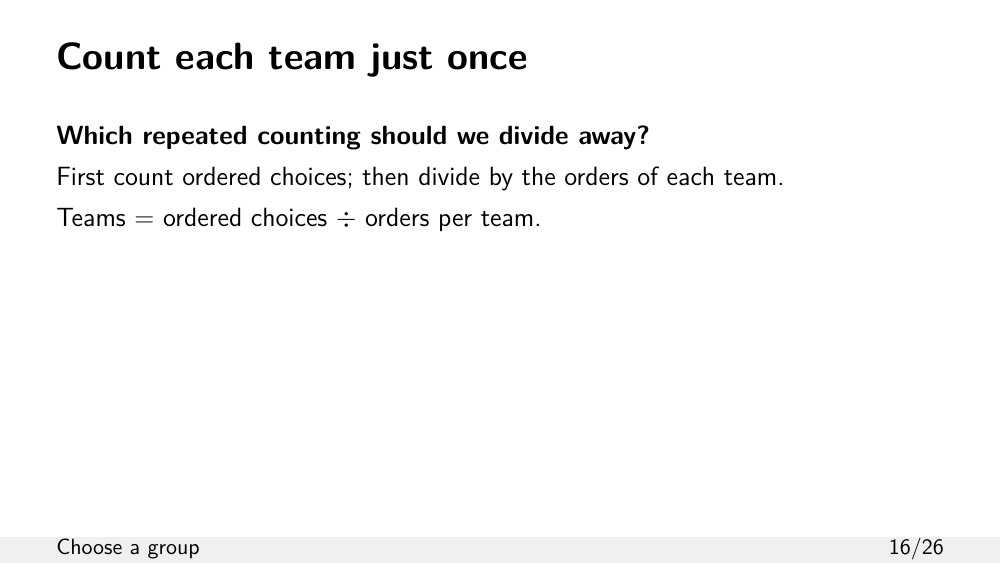 Count each team just once
Which repeated counting should we divide away?
First count ordered choices; then divide by the orders of each team.
Teams = ordered choices ÷ orders per team.
Choose a group
16/26